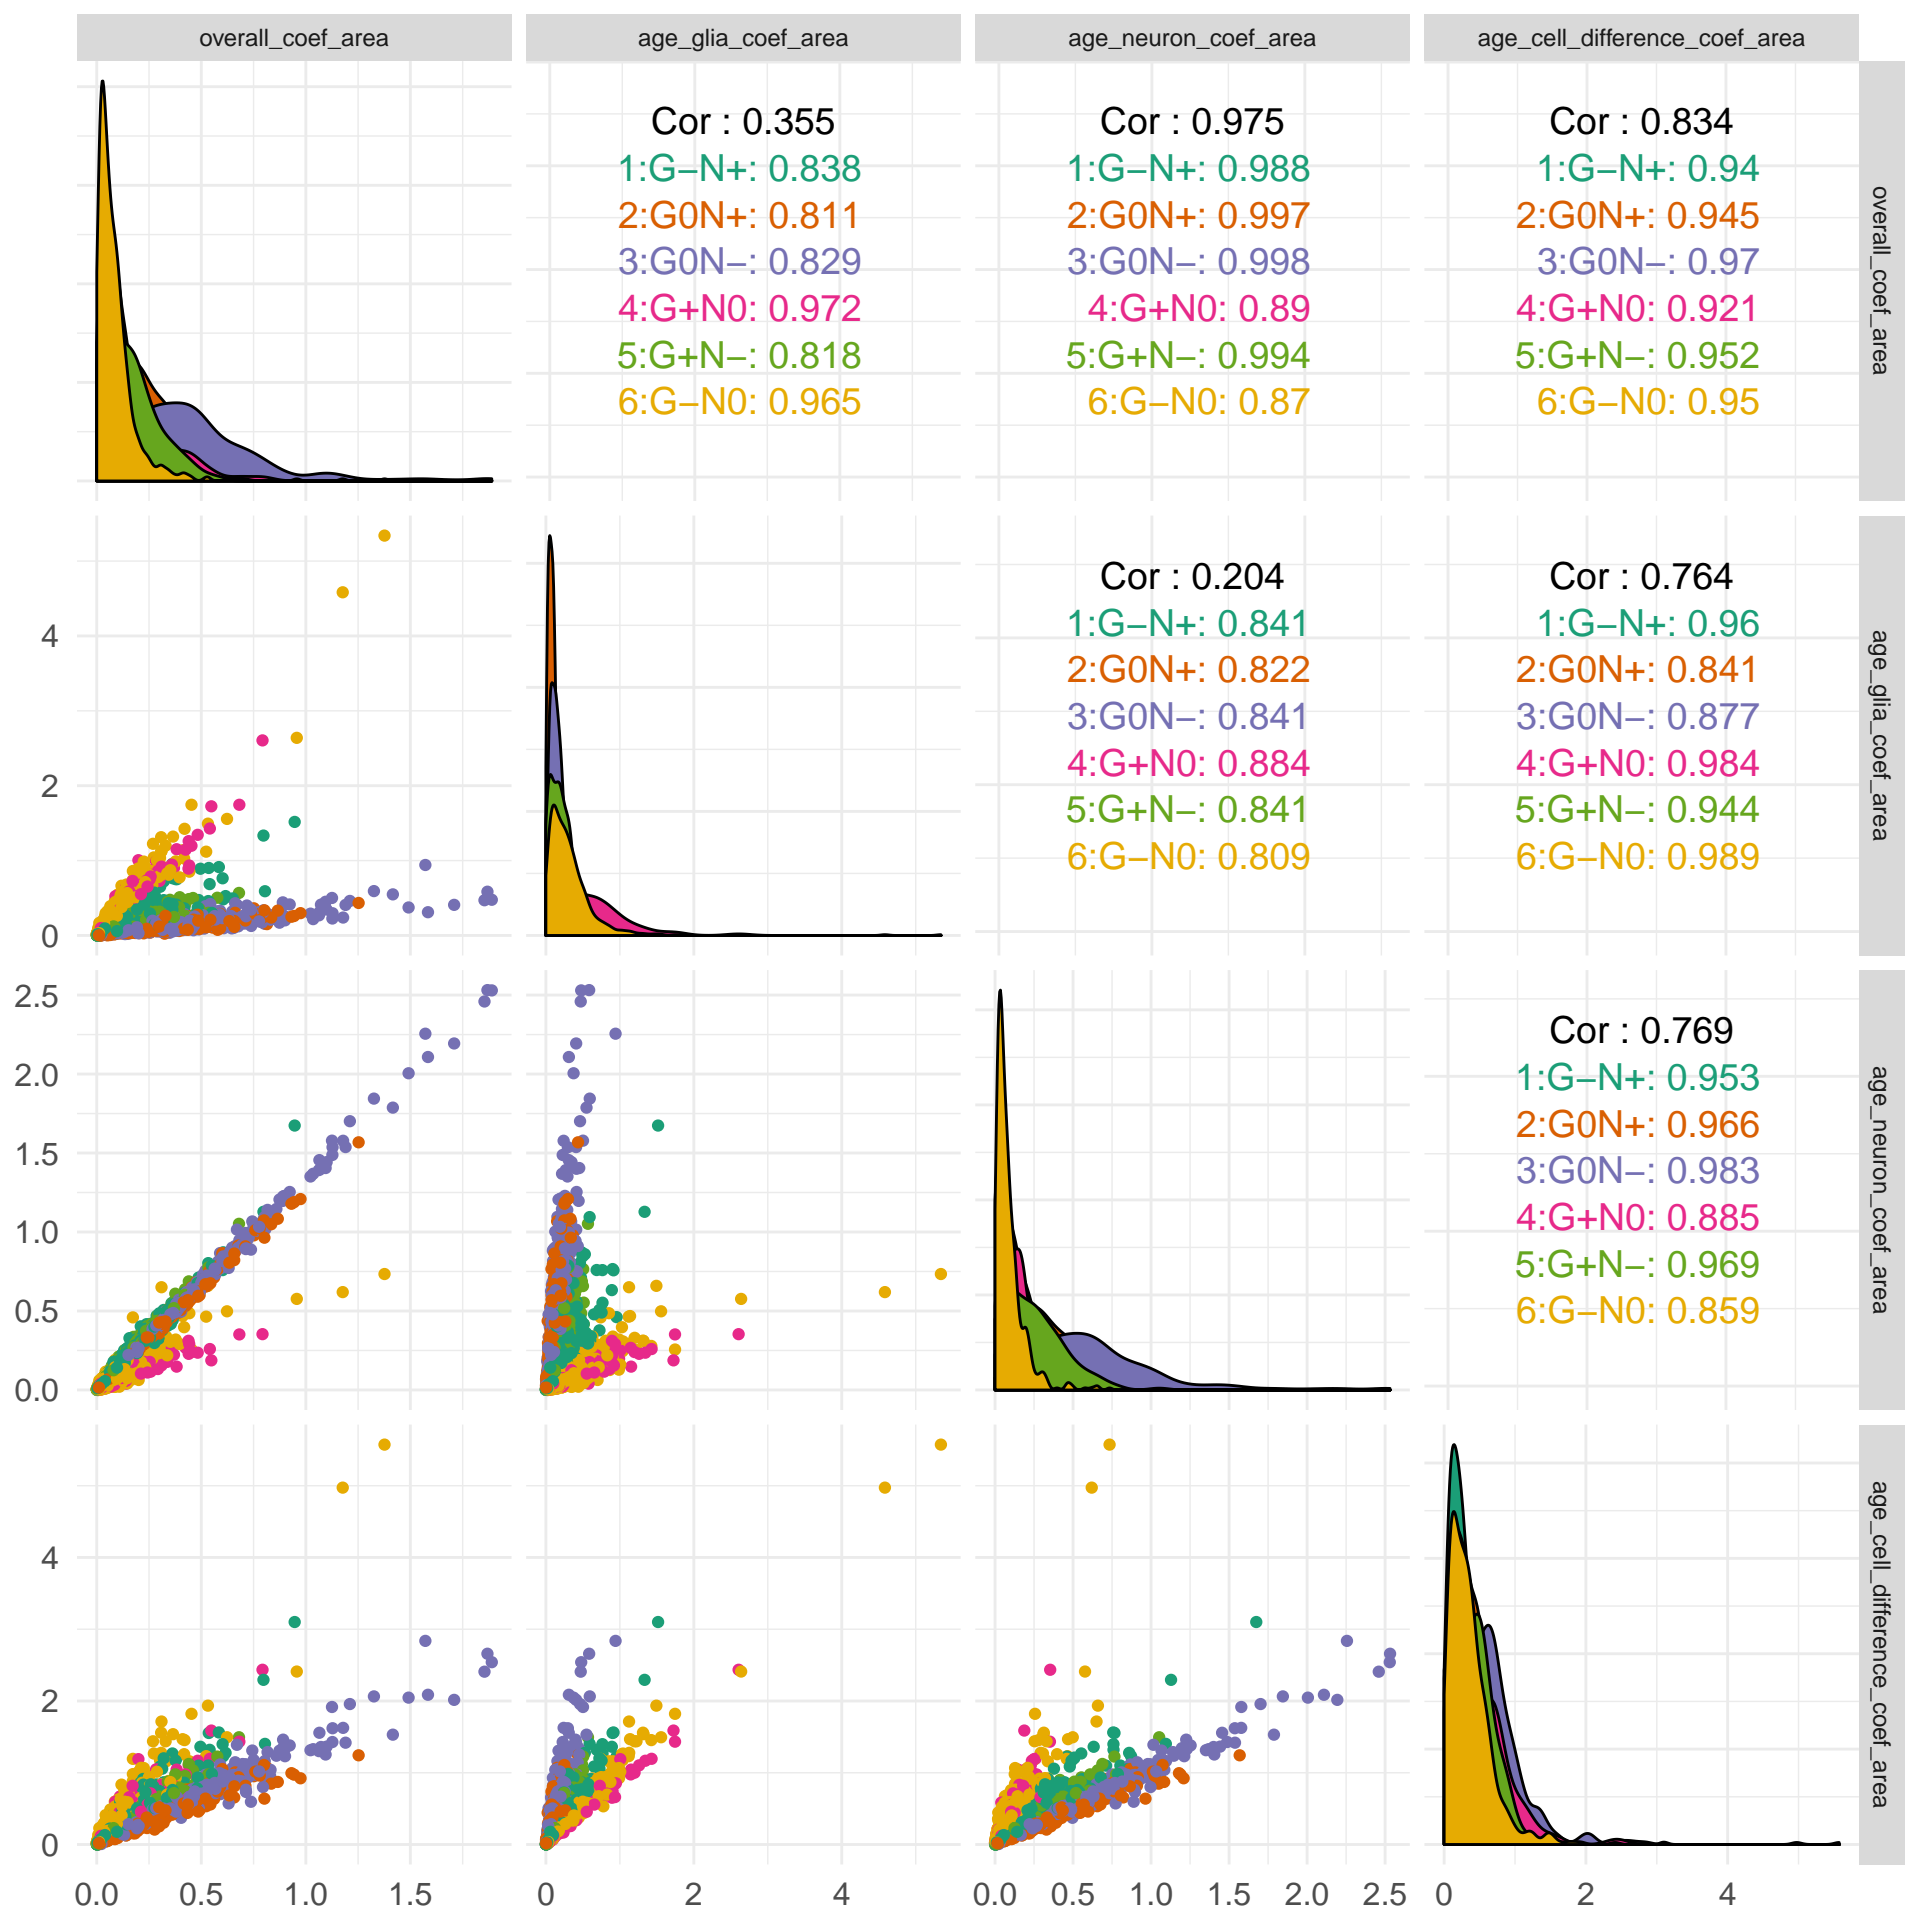 overall_coef_area
age_glia_coef_area
age_neuron_coef_area
age_cell_difference_coef_area
Cor : 0.355
1:G−N+: 0.838
2:G0N+: 0.811
3:G0N−: 0.829
4:G+N0: 0.972
5:G+N−: 0.818
6:G−N0: 0.965
Cor : 0.975
1:G−N+: 0.988
2:G0N+: 0.997
3:G0N−: 0.998
4:G+N0: 0.89
5:G+N−: 0.994
6:G−N0: 0.87
Cor : 0.834
1:G−N+: 0.94
2:G0N+: 0.945
3:G0N−: 0.97
4:G+N0: 0.921
5:G+N−: 0.952
6:G−N0: 0.95
overall_coef_area
4
2
0
Cor : 0.204
1:G−N+: 0.841
2:G0N+: 0.822
3:G0N−: 0.841
4:G+N0: 0.884
5:G+N−: 0.841
6:G−N0: 0.809
Cor : 0.764
1:G−N+: 0.96
2:G0N+: 0.841
3:G0N−: 0.877
4:G+N0: 0.984
5:G+N−: 0.944
6:G−N0: 0.989
age_glia_coef_area
2.5
2.0
1.5
1.0
0.5
0.0
Cor : 0.769
1:G−N+: 0.953
2:G0N+: 0.966
3:G0N−: 0.983
4:G+N0: 0.885
5:G+N−: 0.969
6:G−N0: 0.859
age_neuron_coef_area
4
2
0
age_cell_difference_coef_area
0.0 0.5 1.0 1.5
0 2 4
0.0 0.5 1.0 1.5 2.0 2.5
0 2 4